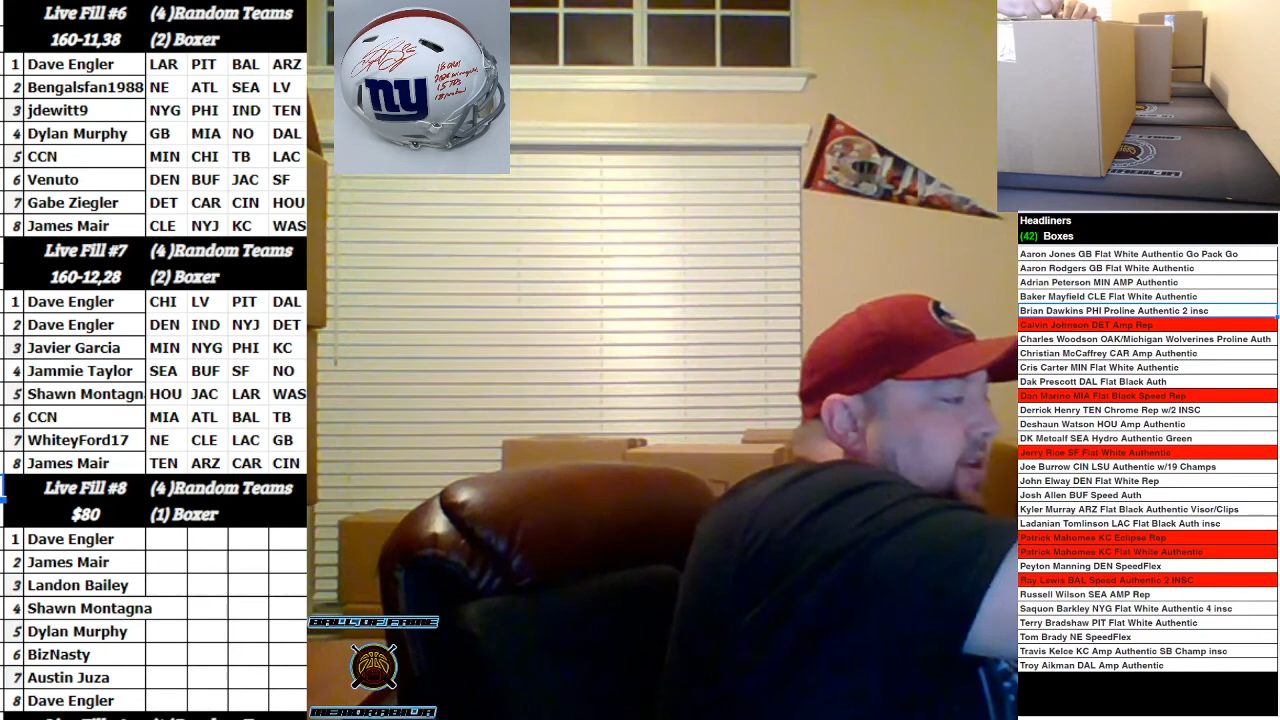 Live Fill #6 (4 )Random Teams
160-11,38 (2) Boxer
1 Dave Engler LAR PIT BAL ARZ
2 Bengalsfan1988 NE ATL SEA LV
3 jdewitt9 NYG PHI IND TEN
4 Dylan Murphy GB MIA NO DAL
5 CCN MIN CHI TB LAC
6 Venuto DEN BUF JAC SF
7 Gabe Ziegler DET CAR CIN HOU
8 James Mair CLE NYJ KC WAS
Live Fill #7 (4 )Random Teams
160-12,28 (2) Boxer
1 Dave Engler CHI LV PIT DAL
2 Dave Engler DEN IND NYJ DET
3 Javier Garcia MIN NYG PHI KC
4 Jammie Taylor SEA BUF SF NO
5 Shawn Montagn HOU JAC LAR WAS
6 CCN MIA ATL BAL TB
7 WhiteyFord17 NE CLE LAC GB
8 James Mair TEN ARZ CAR CIN
Live Fill #8 (4 )Random Teams
$80 (1) Boxer
1 Dave Engler
2 James Mair
3 Landon Bailey
4 Shawn Montagna
5 Dylan Murphy
6 BizNasty
7 Austin Juza
8 Dave Engler
ny
BALL OF FAME
MEMORABILIA
Headliners
(42) Boxes
Aaron Jones GB Flat White Authentic Go Pack Go
Aaron Rodgers GB Flat White Authentic
Adrian Peterson MIN AMP Authentic
Baker Mayfield CLE Flat White Authentic
Brian Dawkins PHI Proline Authentic 2 insc
Calvin Johnson DET Amp Rep
Charles Woodson OAK/Michigan Wolverines Proline Auth
Christian McCaffrey CAR Amp Authentic
Cris Carter MIN Flat White Authentic
Dak Prescott DAL Flat Black Auth
Dan Marino MIA Flat Black Speed Rep
Derrick Henry TEN Chrome Rep w/2 INSC
Deshaun Watson HOU Amp Authentic
DK Metcalf SEA Hydro Authentic Green
Jerry Rice SF Flat White Authentic
Joe Burrow CIN LSU Authentic w/19 Champs
John Elway DEN Flat White Rep
Josh Allen BUF Speed Auth
Kyler Murray ARZ Flat Black Authentic Visor/Clips
Ladanian Tomlinson LAC Flat Black Auth insc
Patrick Mahomes KC Eclipse Rep
Patrick Mahomes KC Flat White Authentic
Peyton Manning DEN SpeedFlex
Ray Lewis BAL Speed Authentic 2 INSC
Russell Wilson SEA AMP Rep
Saquon Barkley NYG Flat White Authentic 4 insc
Terry Bradshaw PIT Flat White Authentic
Tom Brady NE SpeedFlex
Travis Kelce KC Amp Authentic SB Champ insc
Troy Aikman DAL Amp Authentic